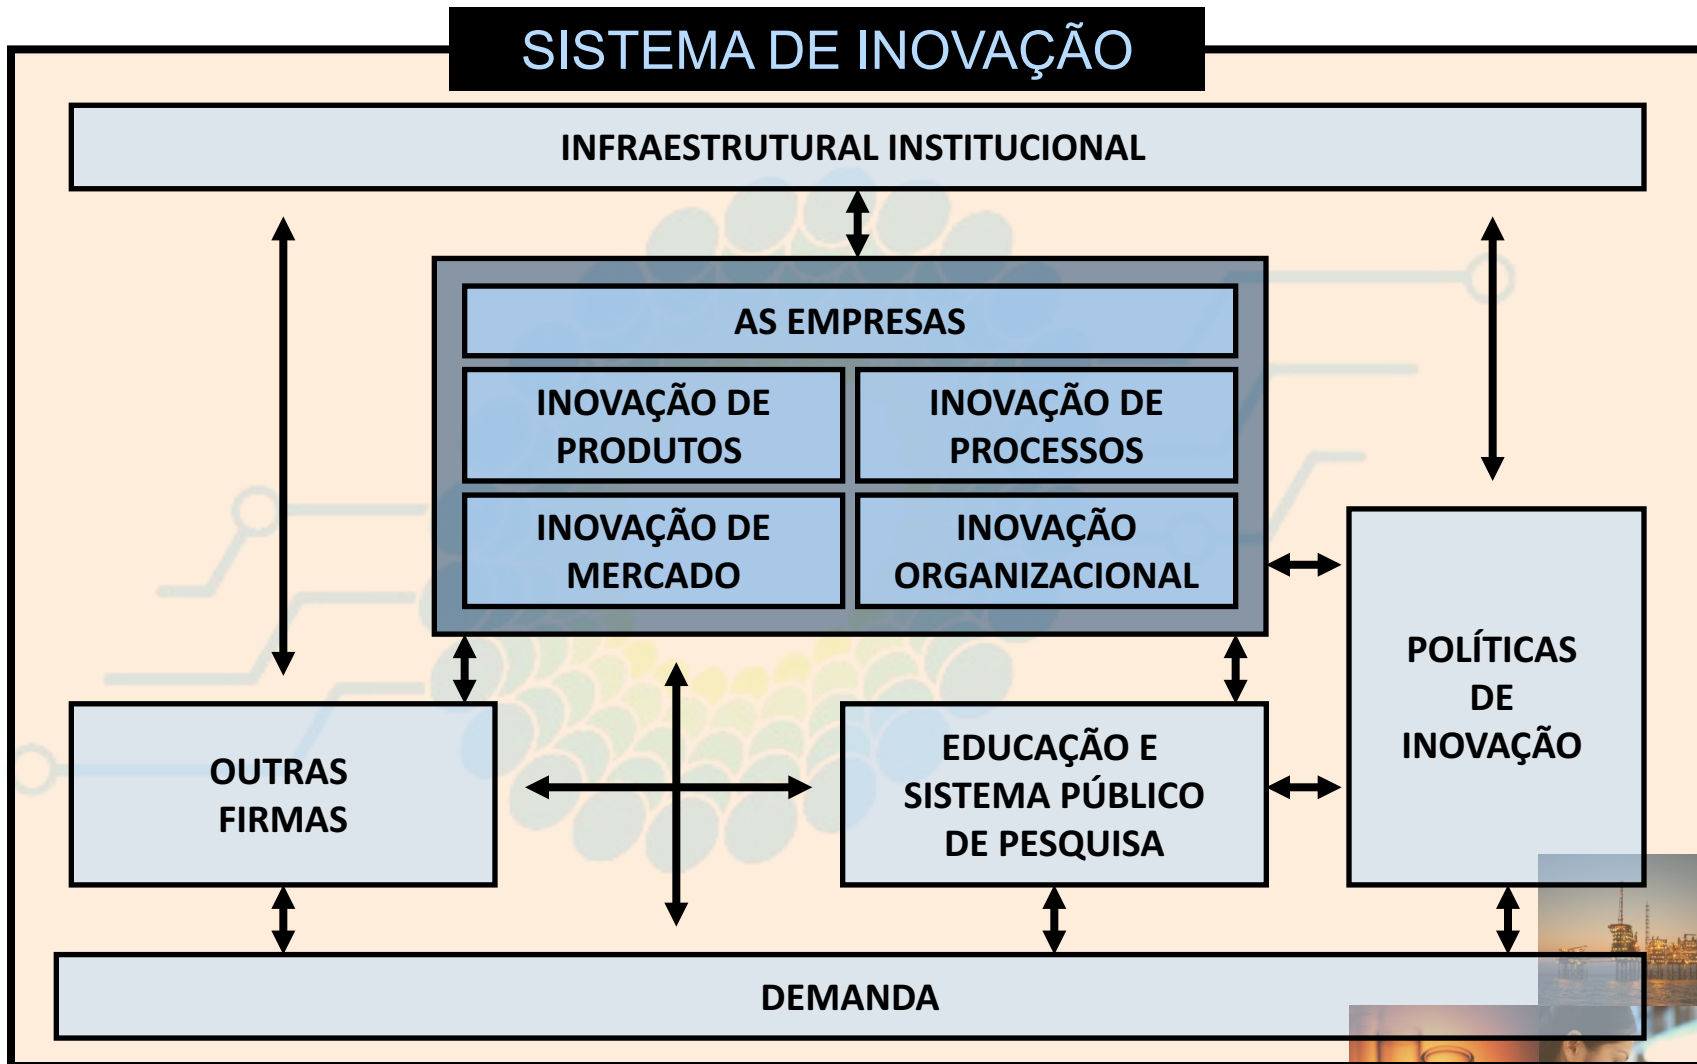 SISTEMA DE INOVAÇÃO
INFRAESTRUTURAL INSTITUCIONAL
AS EMPRESAS
INOVAÇÃO DE
PRODUTOS
INOVAÇÃO DE
PROCESSOS
INOVAÇÃO DE
MERCADO
INOVAÇÃO
ORGANIZACIONAL
POLÍTICAS
DE
INOVAÇÃO
OUTRAS
FIRMAS
EDUCAÇÃO E
SISTEMA PÚBLICO
DE PESQUISA
DEMANDA